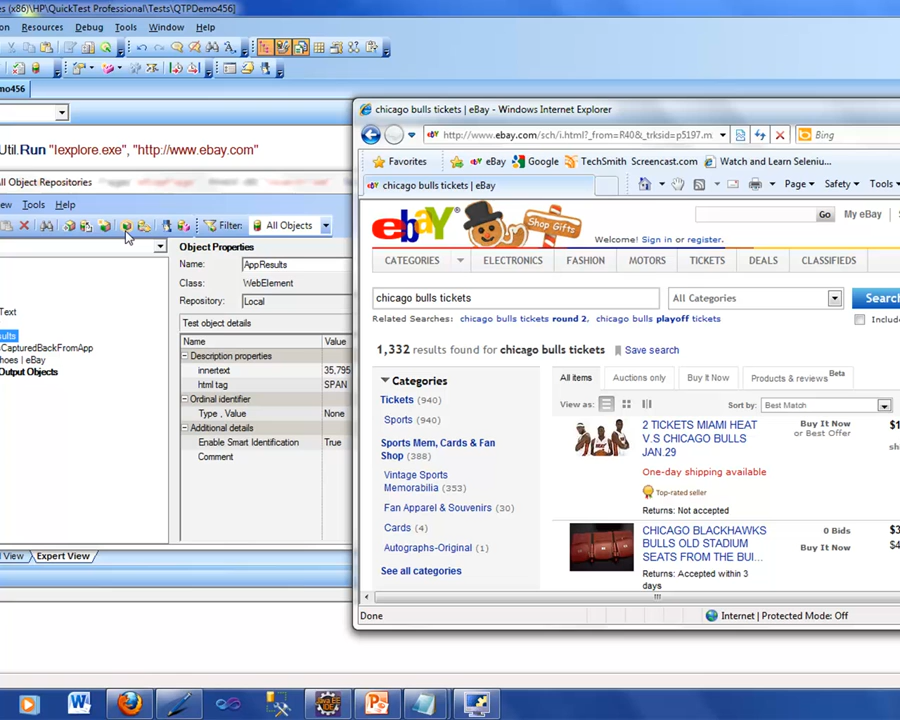 es (x86)\HP\QuickTest Professional\Tests\QTPDemo456]
on Resources Debug Tools Window Help
mo456
Util.Run "Iexplore.exe", "http://www.ebay.com"
All Object Repositories
ew Tools Help
Filter: All Objects
Object Properties
Name: AppResults
Class: WebElement
Repository: Local
Test object details
Name Value
Description properties
innertext 35,795
html tag SPAN
Ordinal identifier
Type , Value None
Additional details
Enable Smart Identification True
Comment
Text
ults
sCapturedBackFromApp
hoes | eBay
Output Objects
l View Expert View
chicago bulls tickets | eBay - Windows Internet Explorer
http://www.ebay.com/sch/i.html?_from=R40&_trksid=p5197.m
Bing
Favorites eBay Google TechSmith Screencast.com Watch and Learn Seleniu...
chicago bulls tickets | eBay
Page Safety Tools
ebay®
Shop Gifts
Go My eBay S
Welcome! Sign in or register.
CATEGORIES ELECTRONICS FASHION MOTORS TICKETS DEALS CLASSIFIEDS
chicago bulls tickets All Categories Search
Related Searches: chicago bulls tickets round 2, chicago bulls playoff tickets Include
1,332 results found for chicago bulls tickets Save search
Categories
Tickets (940)
Sports (940)
Sports Mem, Cards & Fan
Shop (388)
Vintage Sports
Memorabilia (353)
Fan Apparel & Souvenirs (30)
Cards (4)
Autographs-Original (1)
See all categories
All items Auctions only Buy It Now Products & reviews Beta
View as: Sort by: Best Match
2 TICKETS MIAMI HEAT
V.S CHICAGO BULLS
JAN 29
Buy It Now
or Best Offer
$1
sh
One-day shipping available
Top-rated seller
Returns: Not accepted
CHICAGO BLACKHAWKS
BULLS OLD STADIUM
SEATS FROM THE BUI...
0 Bids
Buy It Now
$3
$4
Returns: Accepted within 3
days
Done Internet | Protected Mode: Off
Java EE
IDE